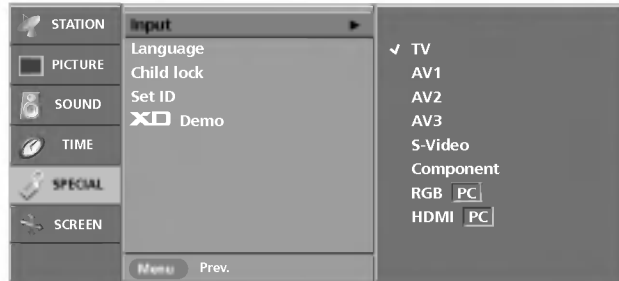 STATION
PICTURE
SOUND
TIME
SPECIAL
SCREEN
Input
Language
Child lock
Set ID
XD Demo
Menu Prev.
TV
AV1
AV2
AV3
S-Video
Component
RGB PC
HDMI PC